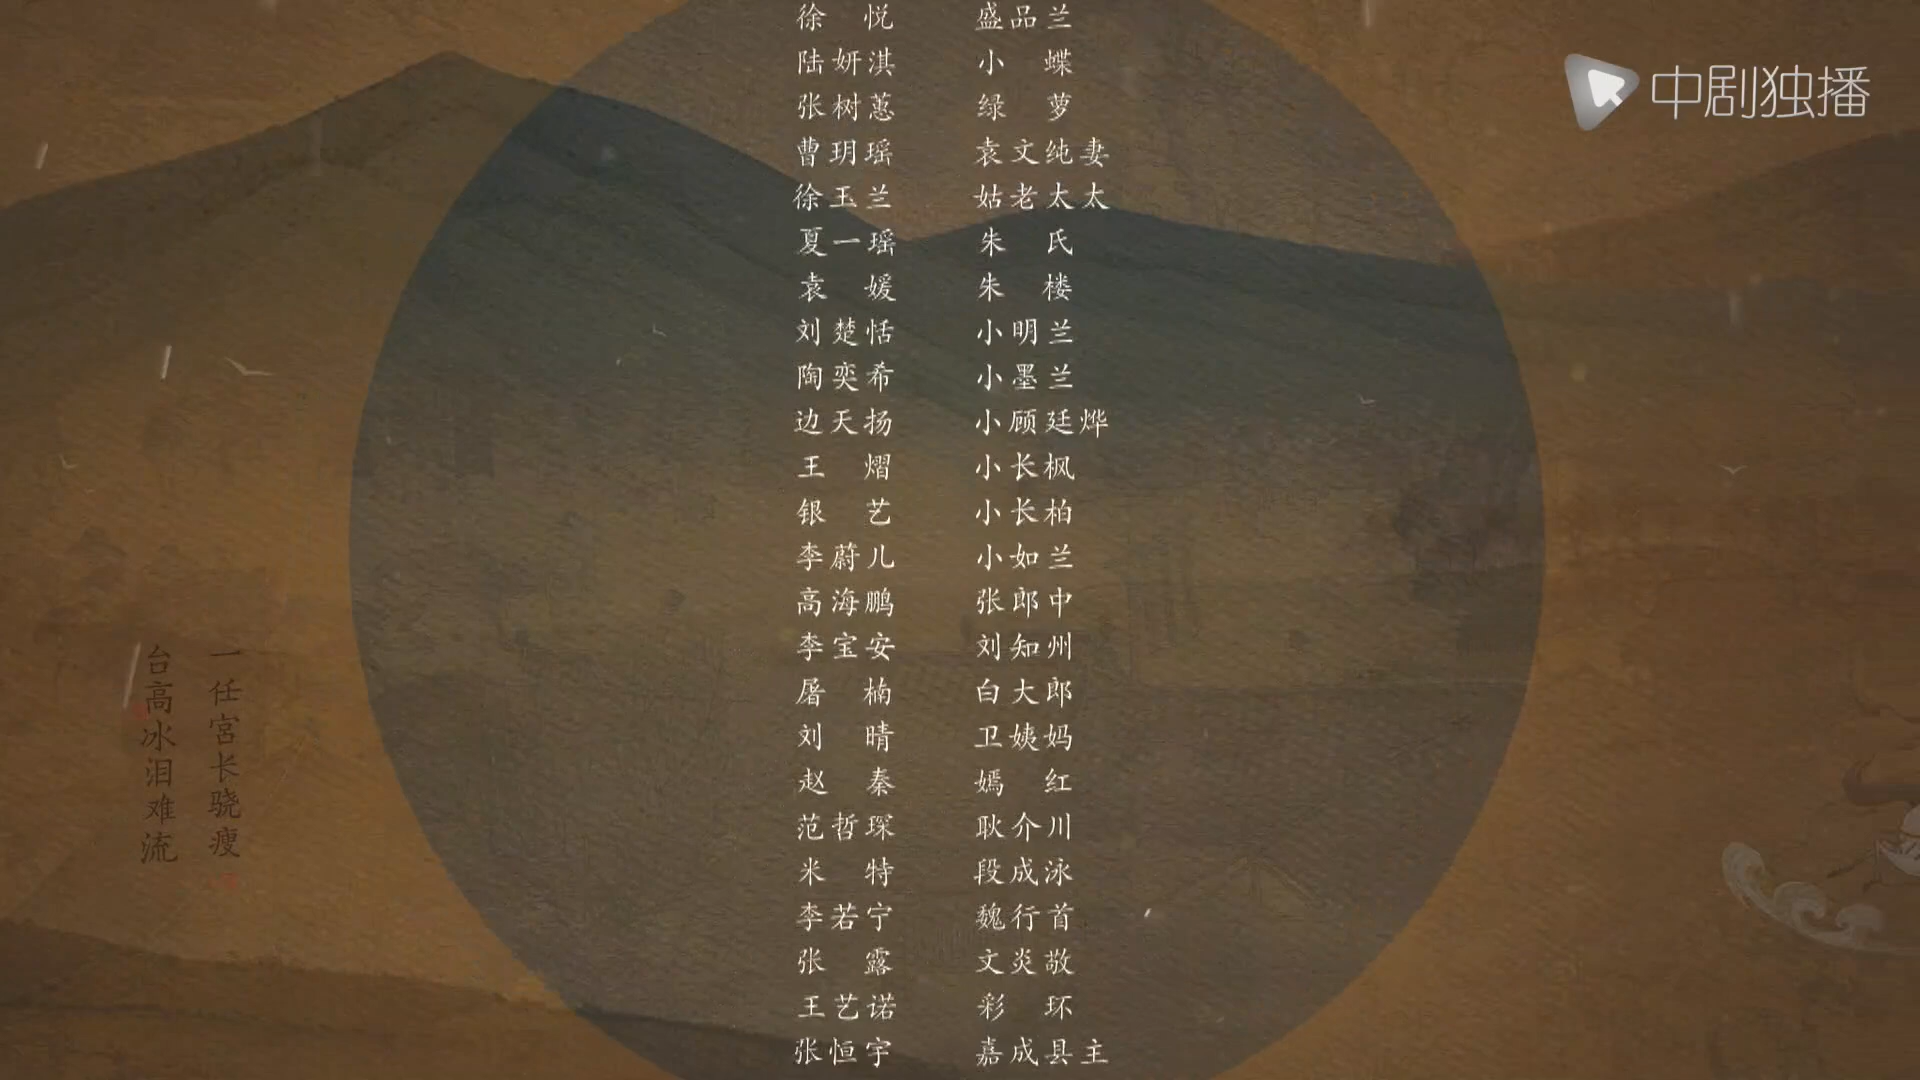 中剧独播
徐悦 盛品兰
陆妍淇 小蝶
张树蕙 绿萝
曹玥瑶 袁文纯妻
徐玉兰 姑老太太
夏一瑶 朱氏
袁媛 朱楼
刘楚恬 小明兰
陶奕希 小墨兰
边天扬 小顾廷烨
王熠 小长枫
银艺 小长柏
李蔚儿 小如兰
高海鹏 张郎中
李宝安 刘知州
屠楠 白大郎
刘晴 卫姨妈
赵秦 嫣红
范哲琛 耿介川
米特 段成泳
李若宁 魏行首
张露 文炎敬
王艺诺 彩环
张恒宇 嘉成县主
一任宫长骁瘦
台高冰泪难流